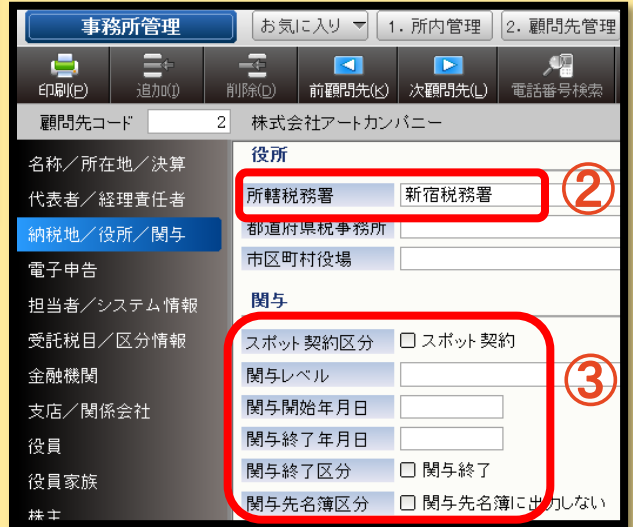 事務所管理 お気に入り 1. 所内管理 2. 顧問先管理
印刷(P) 追加(I) 削除(D) 前顧問先(K) 次顧問先(L) 電話番号検索
顧問先コード 2 株式会社アートカンパニー
名称／所在地／決算
代表者／経理責任者
納税地／役所／関与
電子申告
担当者／システム情報
受託税目／区分情報
金融機関
支店／関係会社
役員
役員家族
株主
役所
所轄税務署 新宿税務署 ②
都道府県税事務所
市区町村役場
関与
スポット契約区分 スポット契約
関与レベル ③
関与開始年月日
関与終了年月日
関与終了区分 関与終了
関与先名簿区分 関与先名簿に出力しない